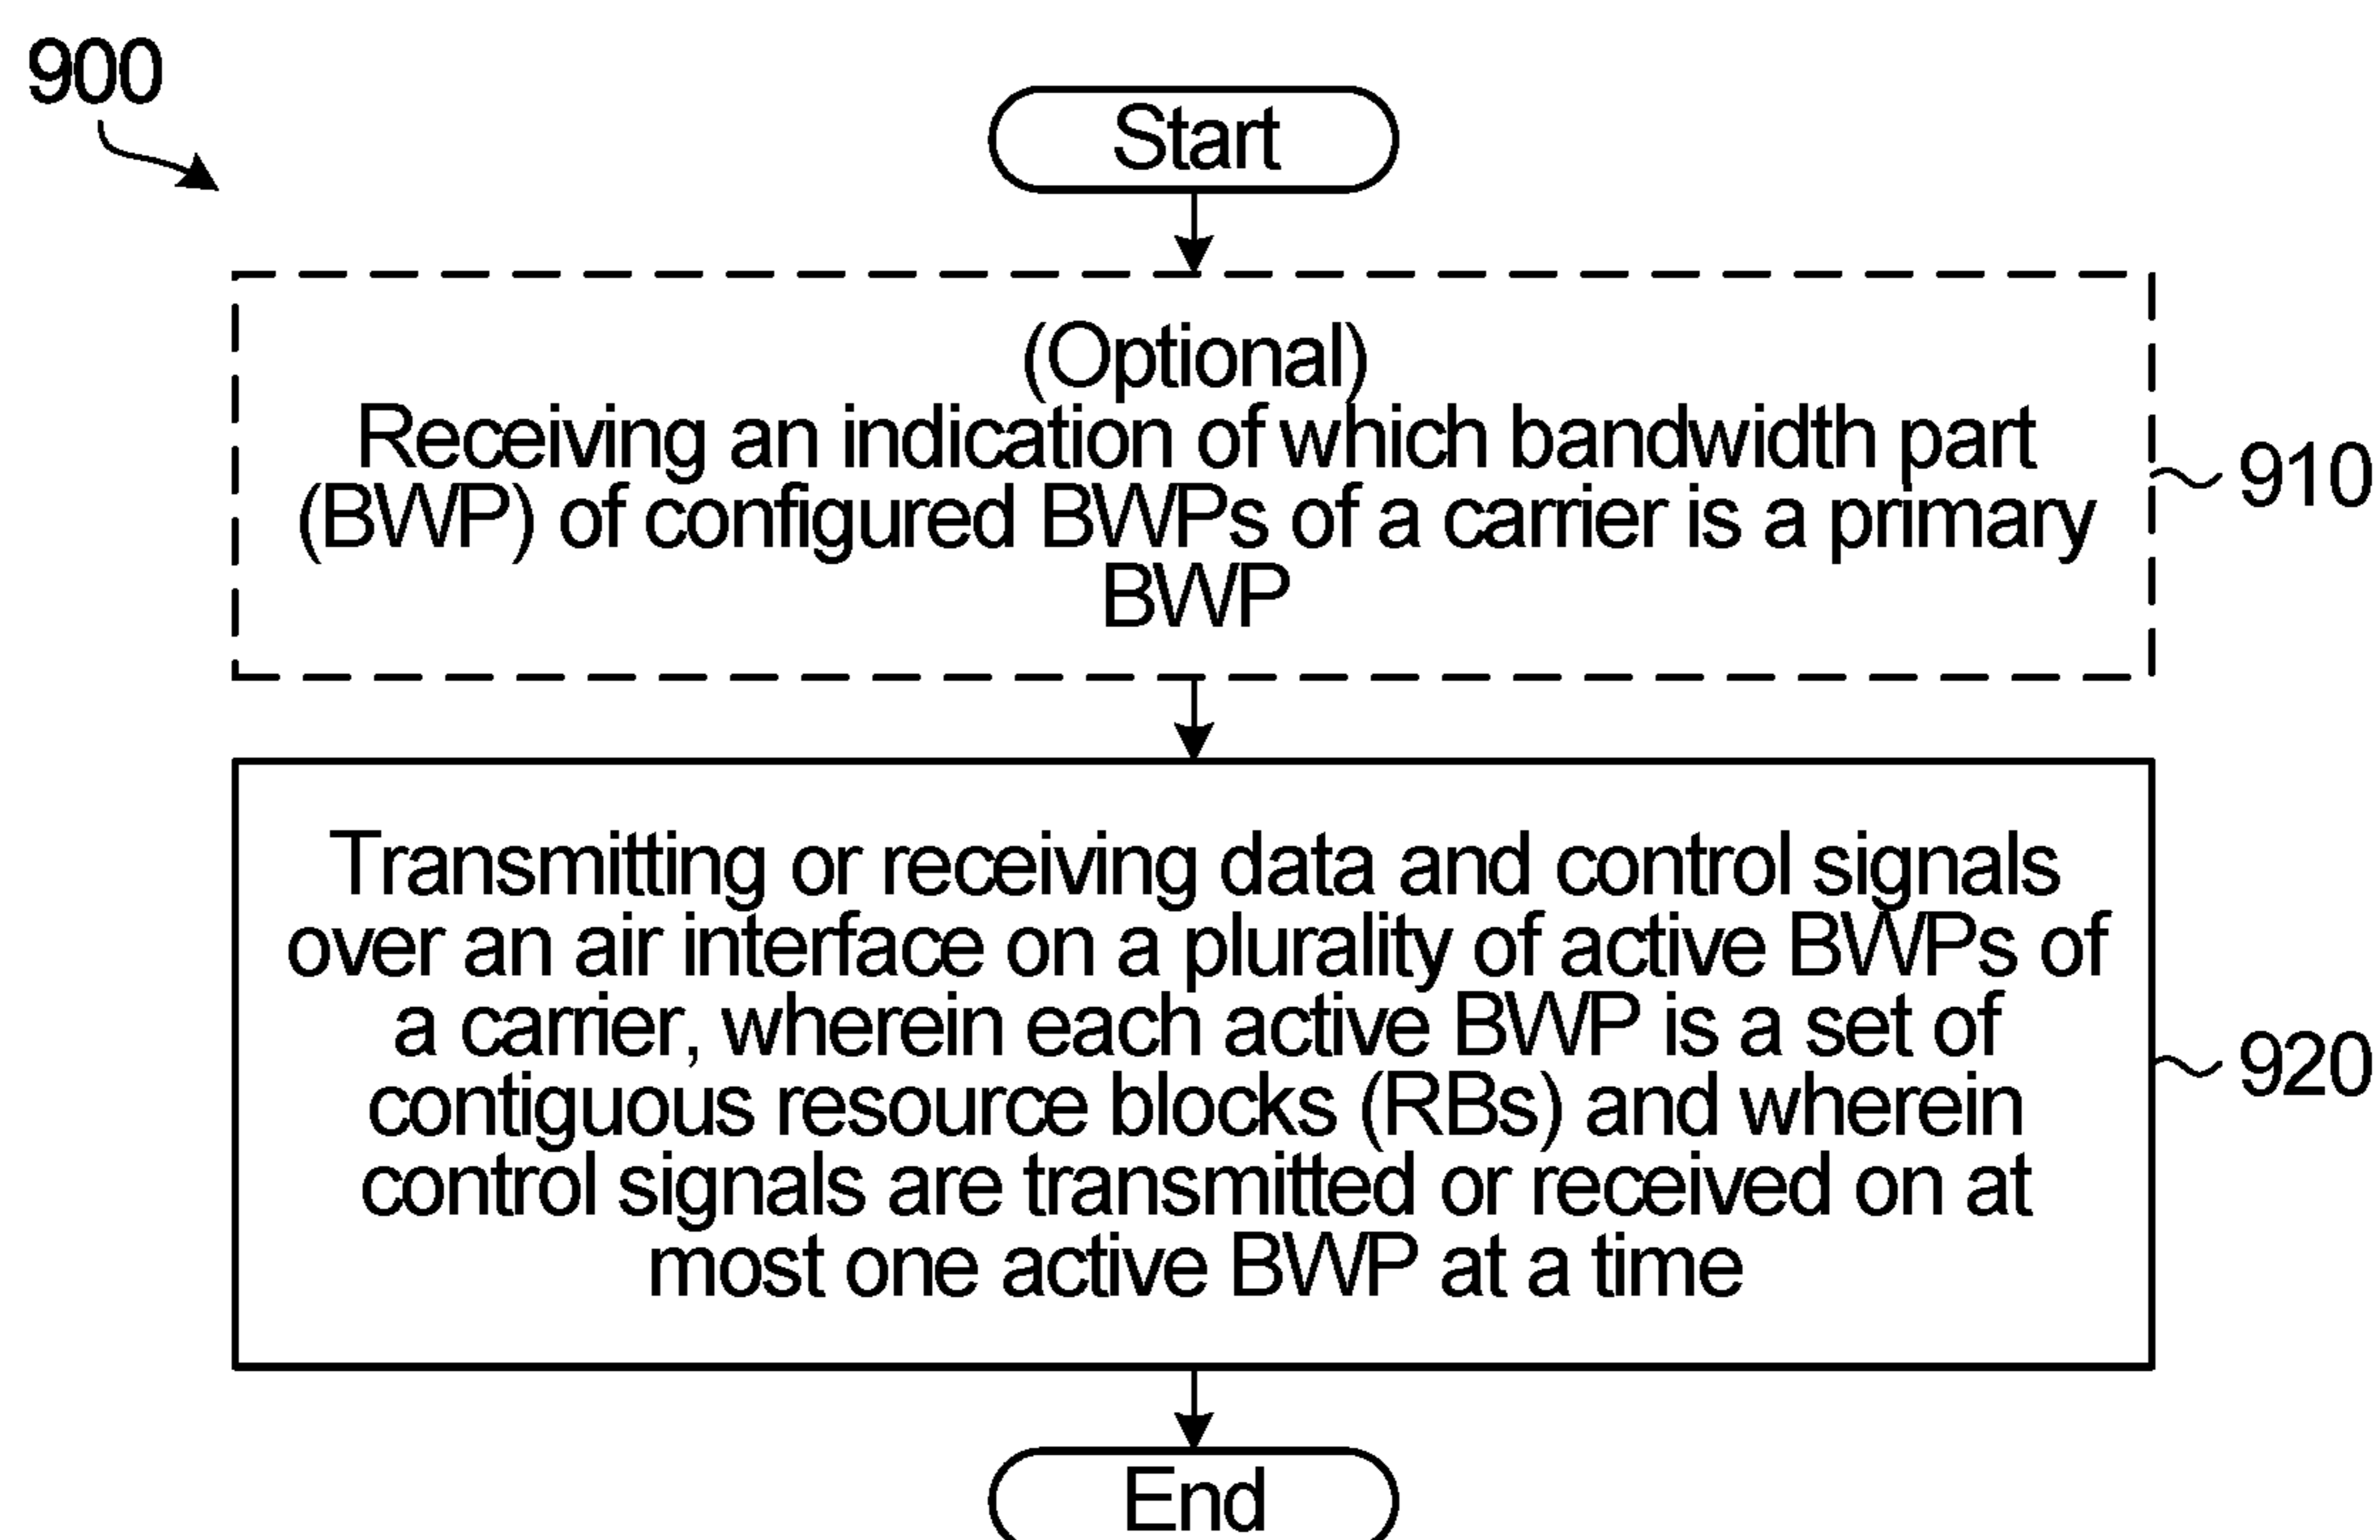 900
Start
(Optional)
Receiving an indication of which bandwidth part
(BWP) of configured BWPs of a carrier is a primary
BWP
910
Transmitting or receiving data and control signals
over an air interface on a plurality of active BWPs of
a carrier, wherein each active BWP is a set of
contiguous resource blocks (RBs) and wherein
control signals are transmitted or received on at
most one active BWP at a time
920
End